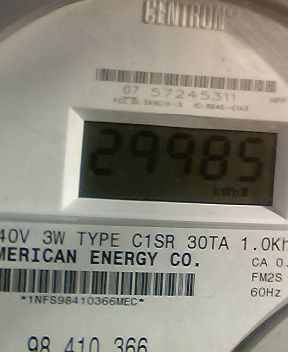 CENTRON®
07 57245311
29985
kWh
40V 3W TYPE C1SR 30TA 1.0Kh
MERICAN ENERGY CO.
CA 0.
FM2S
*1NFS98410366MEC*
60Hz
98 410 366